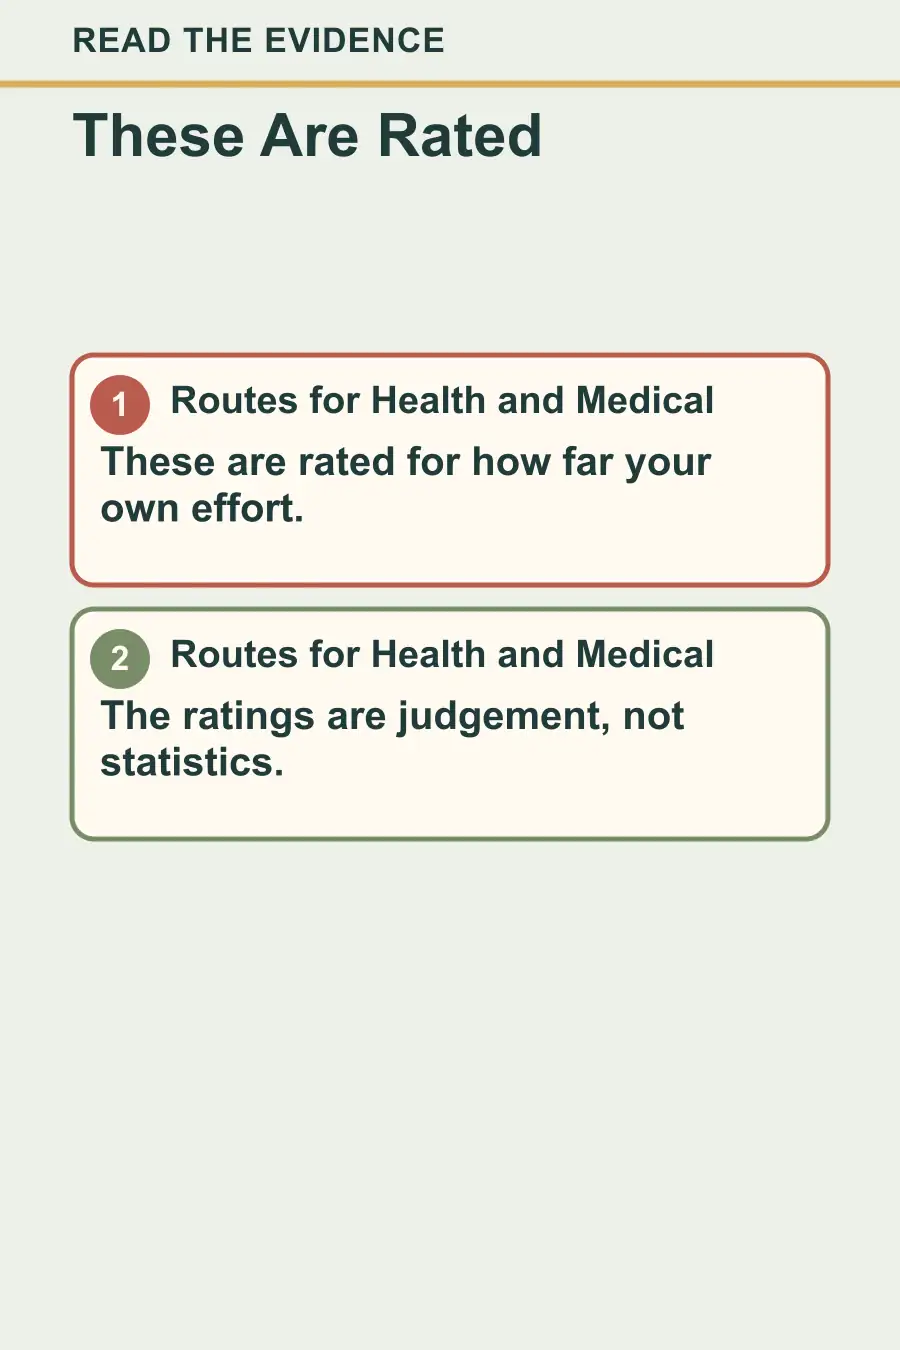 READ THE EVIDENCE
These Are Rated
1 Routes for Health and Medical
These are rated for how far your
own effort.
2 Routes for Health and Medical
The ratings are judgement, not
statistics.